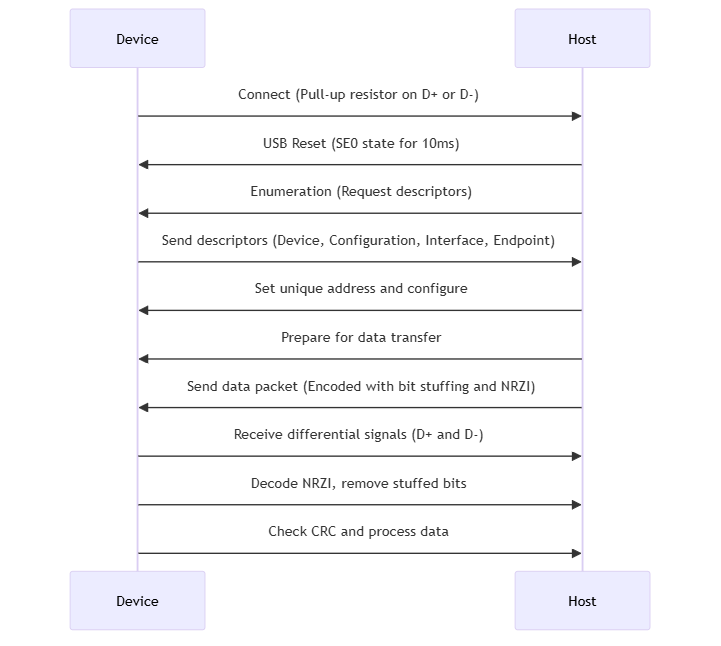 Device
Host
Connect (Pull-up resistor on D+ or D-)
USB Reset (SE0 state for 10ms)
Enumeration (Request descriptors)
Send descriptors (Device, Configuration, Interface, Endpoint)
Set unique address and configure
Prepare for data transfer
Send data packet (Encoded with bit stuffing and NRZI)
Receive differential signals (D+ and D-)
Decode NRZI, remove stuffed bits
Check CRC and process data
Device
Host